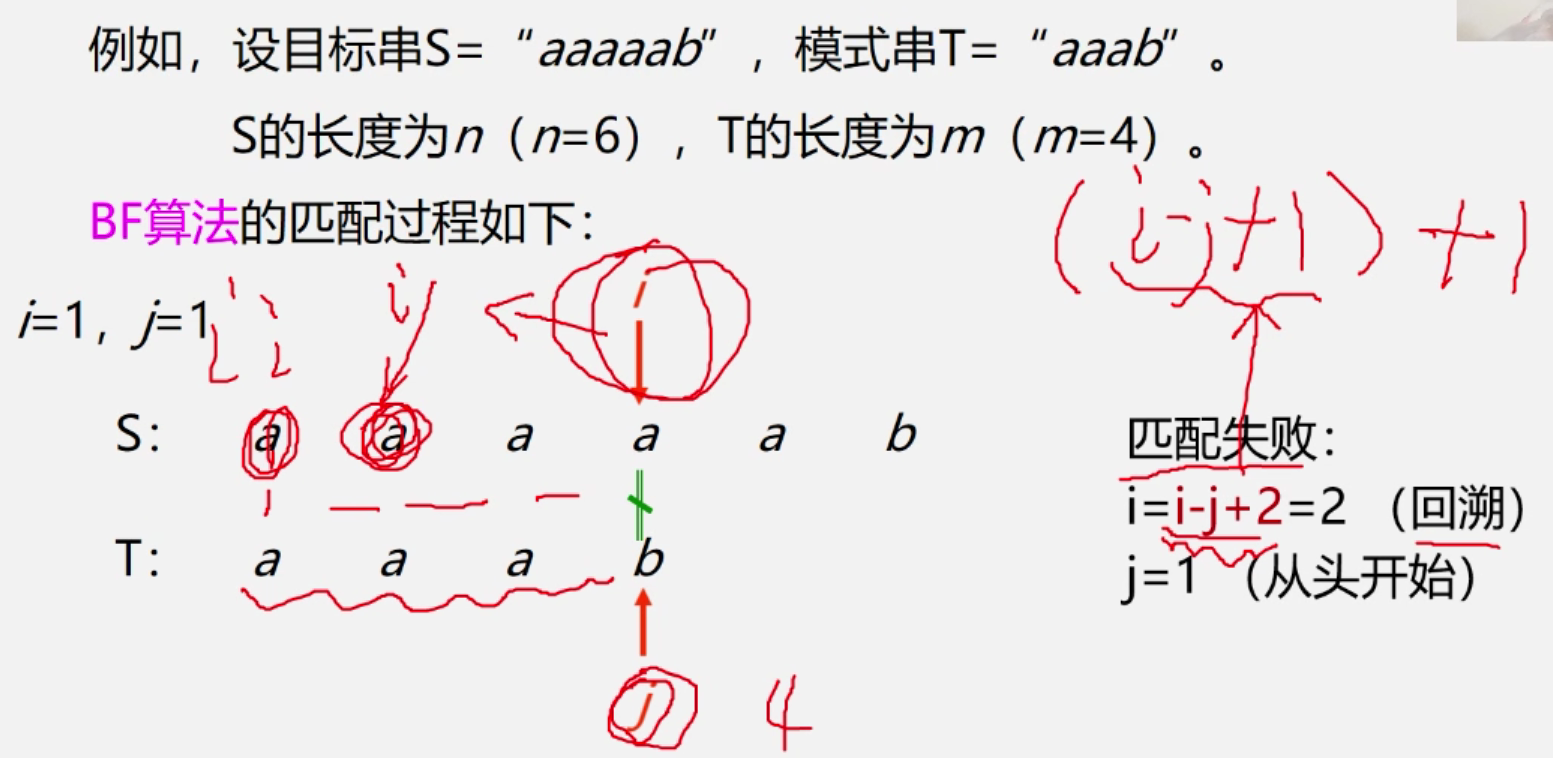 例如，设目标串S= “aaaaab”，模式串T= “aaab”。
S的长度为n（n=6），T的长度为m（m=4）。
BF算法的匹配过程如下：
(i-j+1)+1
i=1，j=1
i
i
S： a a a a a b
T： a a a b
j 4
匹配失败：
i=i-j+2=2 （回溯）
j=1 （从头开始）